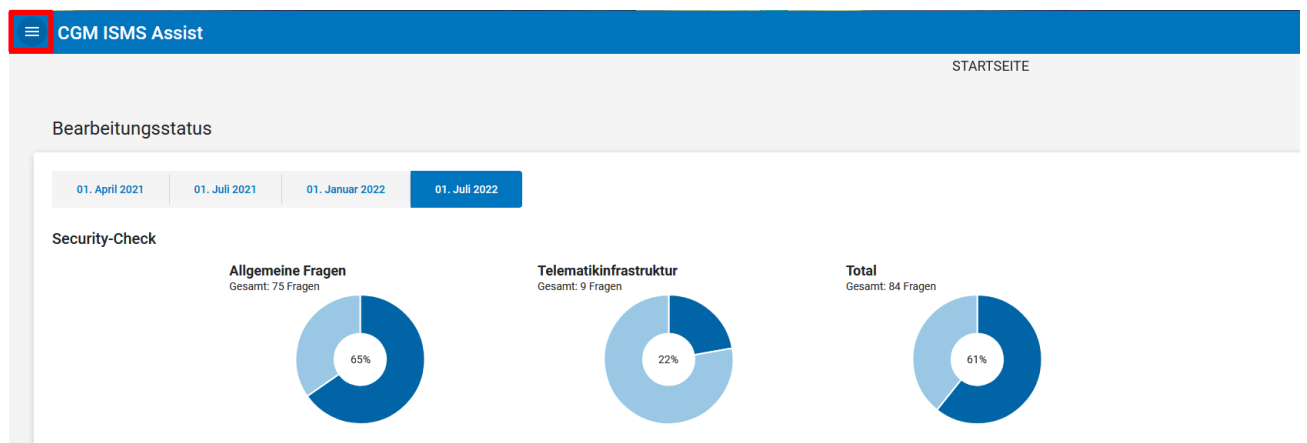 CGM ISMS Assist
STARTSEITE
Bearbeitungsstatus
01. April 2021 01. Juli 2021 01. Januar 2022 01. Juli 2022
Security-Check
Allgemeine Fragen Telematikinfrastruktur Total
Gesamt: 75 Fragen Gesamt: 9 Fragen Gesamt: 84 Fragen
65% 22% 61%